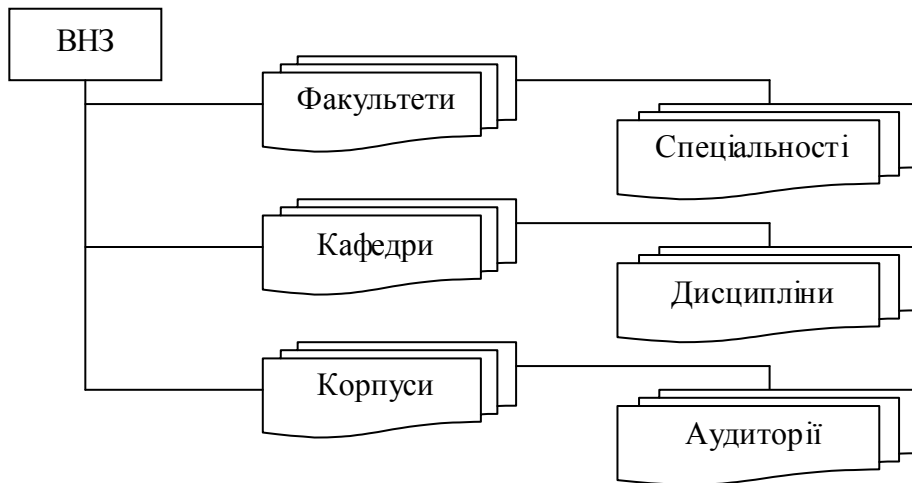 ВНЗ
Факультети
Спеціальності
Кафедри
Дисципліни
Корпуси
Аудиторії